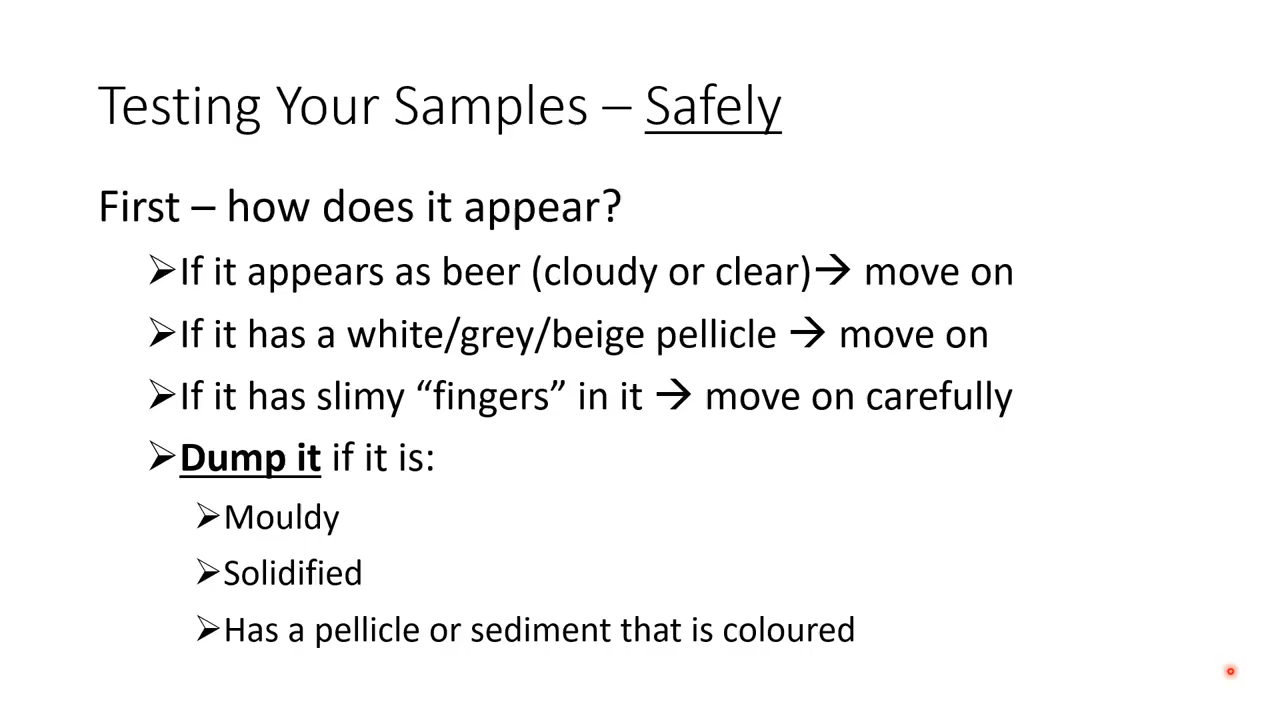 Testing Your Samples – Safely
First – how does it appear?
➢If it appears as beer (cloudy or clear)→ move on
➢If it has a white/grey/beige pellicle → move on
➢If it has slimy “fingers” in it → move on carefully
➢Dump it if it is:
➢Mouldy
➢Solidified
➢Has a pellicle or sediment that is coloured